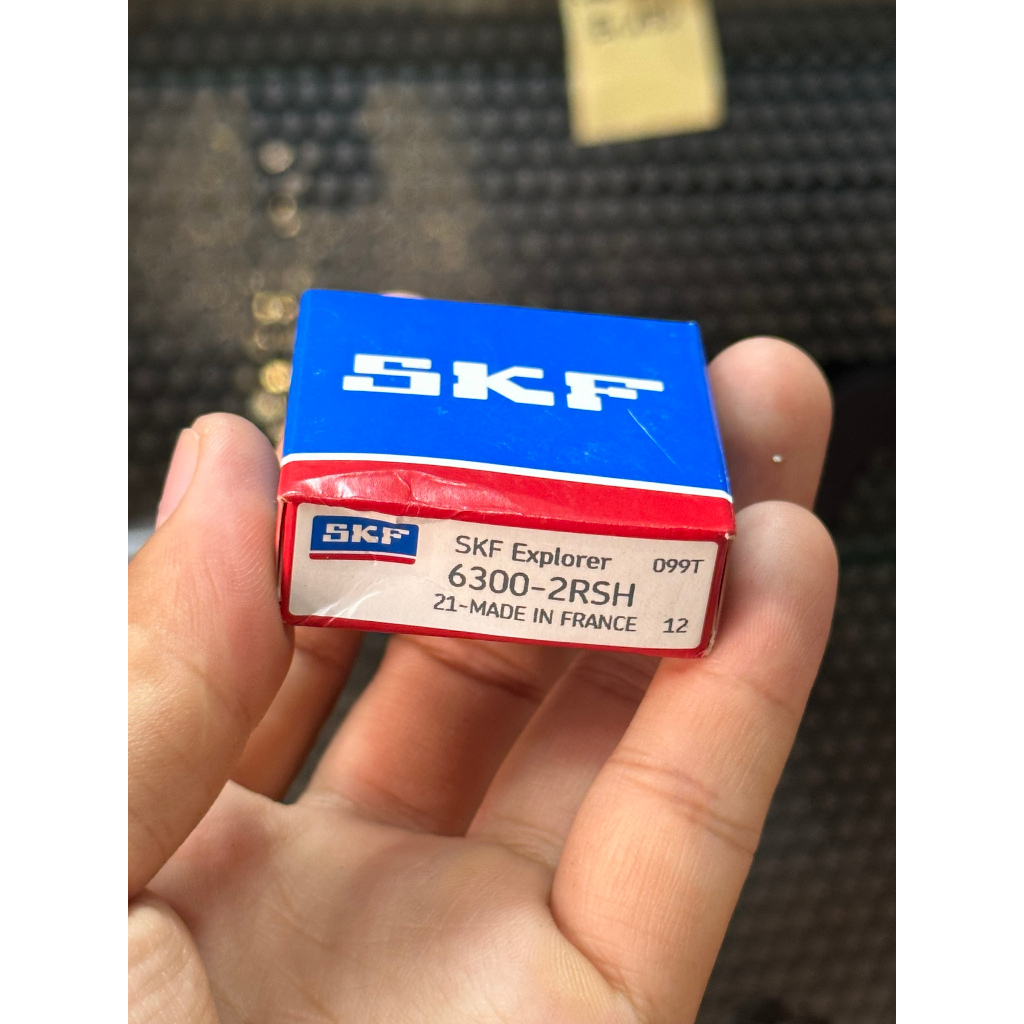 SKF
SKF
SKF Explorer 099T
6300-2RSH
21-MADE IN FRANCE 12